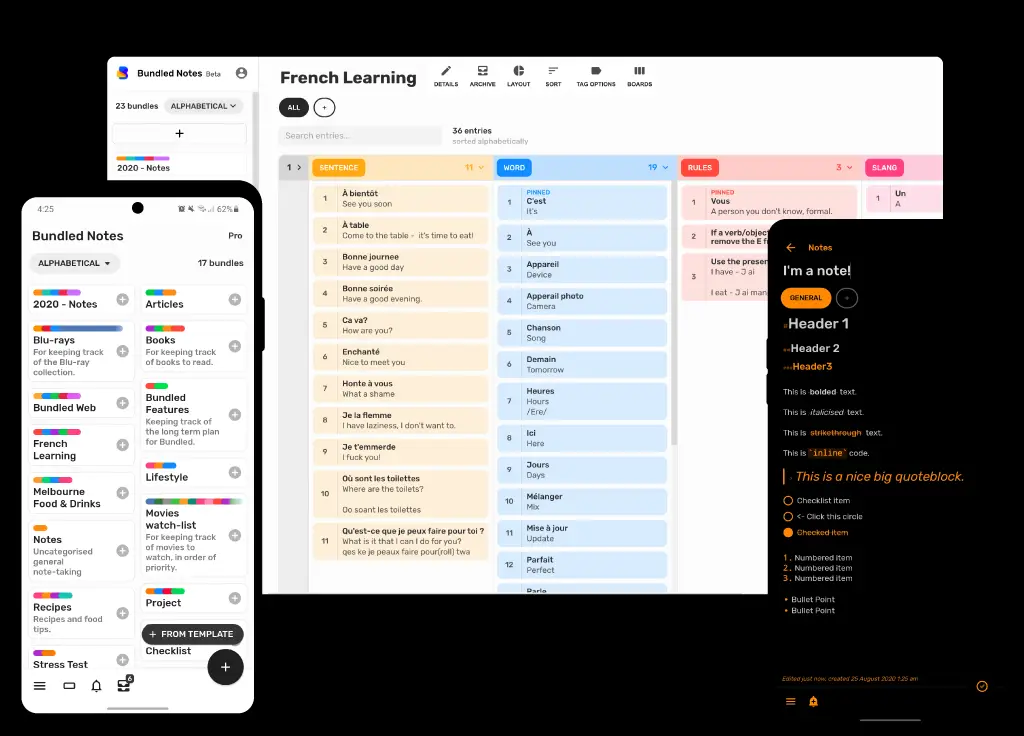 Bundled Notes Beta
23 bundles
ALPHABETICAL
+
2020 - Notes
French Learning
DETAILS
ARCHIVE
LAYOUT
SORT
TAG OPTIONS
BOARDS
ALL
+
Search entries...
36 entries
sorted alphabetically
1
SENTENCE
11
1
À bientôt
See you soon
2
À table
Come to the table - it's time to eat!
3
Bonne journee
Have a good day
4
Bonne soirée
Have a good evening.
5
Ca va?
How are you?
6
Enchanté
Nice to meet you
7
Honte à vous
What a shame
8
Je la flemme
I have laziness, I don't want to.
9
Je t'emmerde
I fuck you!
10
Où sont les toilettes
Where are the toilets?
Oo soant les toilettes
11
Qu'est-ce que je peux faire pour toi ?
What is it that I can I do for you?
qes ke je peaux faire pour(roll) twa
WORD
19
PINNED
1
C'est
It's
2
À
See you
3
Appareil
Device
4
Apperail photo
Camera
5
Chanson
Song
6
Demain
Tomorrow
7
Heures
Hours
/Ere/
8
Ici
Here
9
Jours
Days
10
Mélanger
Mix
11
Mise à jour
Update
12
Parfait
Perfect
Parle
RULES
3
PINNED
1
Vous
A person you don't know, formal.
2
If a verb/object
remove the E f
3
Use the presen
I have - J ai
I eat - J ai man
SLANG
1
Un
A
4:25
62%
Bundled Notes
Pro
ALPHABETICAL
17 bundles
2020 - Notes
Blu-rays
For keeping track
of the Blu-ray
collection.
Bundled Web
French
Learning
Melbourne
Food & Drinks
Notes
Uncategorised
general
note-taking
Recipes
Recipes and food
tips.
Stress Test
Articles
Books
For keeping track
of books to read.
Bundled
Features
Keeping track of
the long term plan
for Bundled.
Lifestyle
Movies
watch-list
For keeping track
of movies to
watch, in order of
priority.
Project
+ FROM TEMPLATE
Checklist
+
6
Notes
I'm a note!
GENERAL
+
#Header 1
##Header 2
###Header3
This is bolded text.
This is italicised text.
This is strikethrough text.
This is `inline` code.
This is a nice big quoteblock.
Checklist item
<- Click this circle
Checked item
1. Numbered item
2. Numbered item
3. Numbered item
• Bullet Point
• Bullet Point
Edited just now, created 25 August 2020 1:25 am